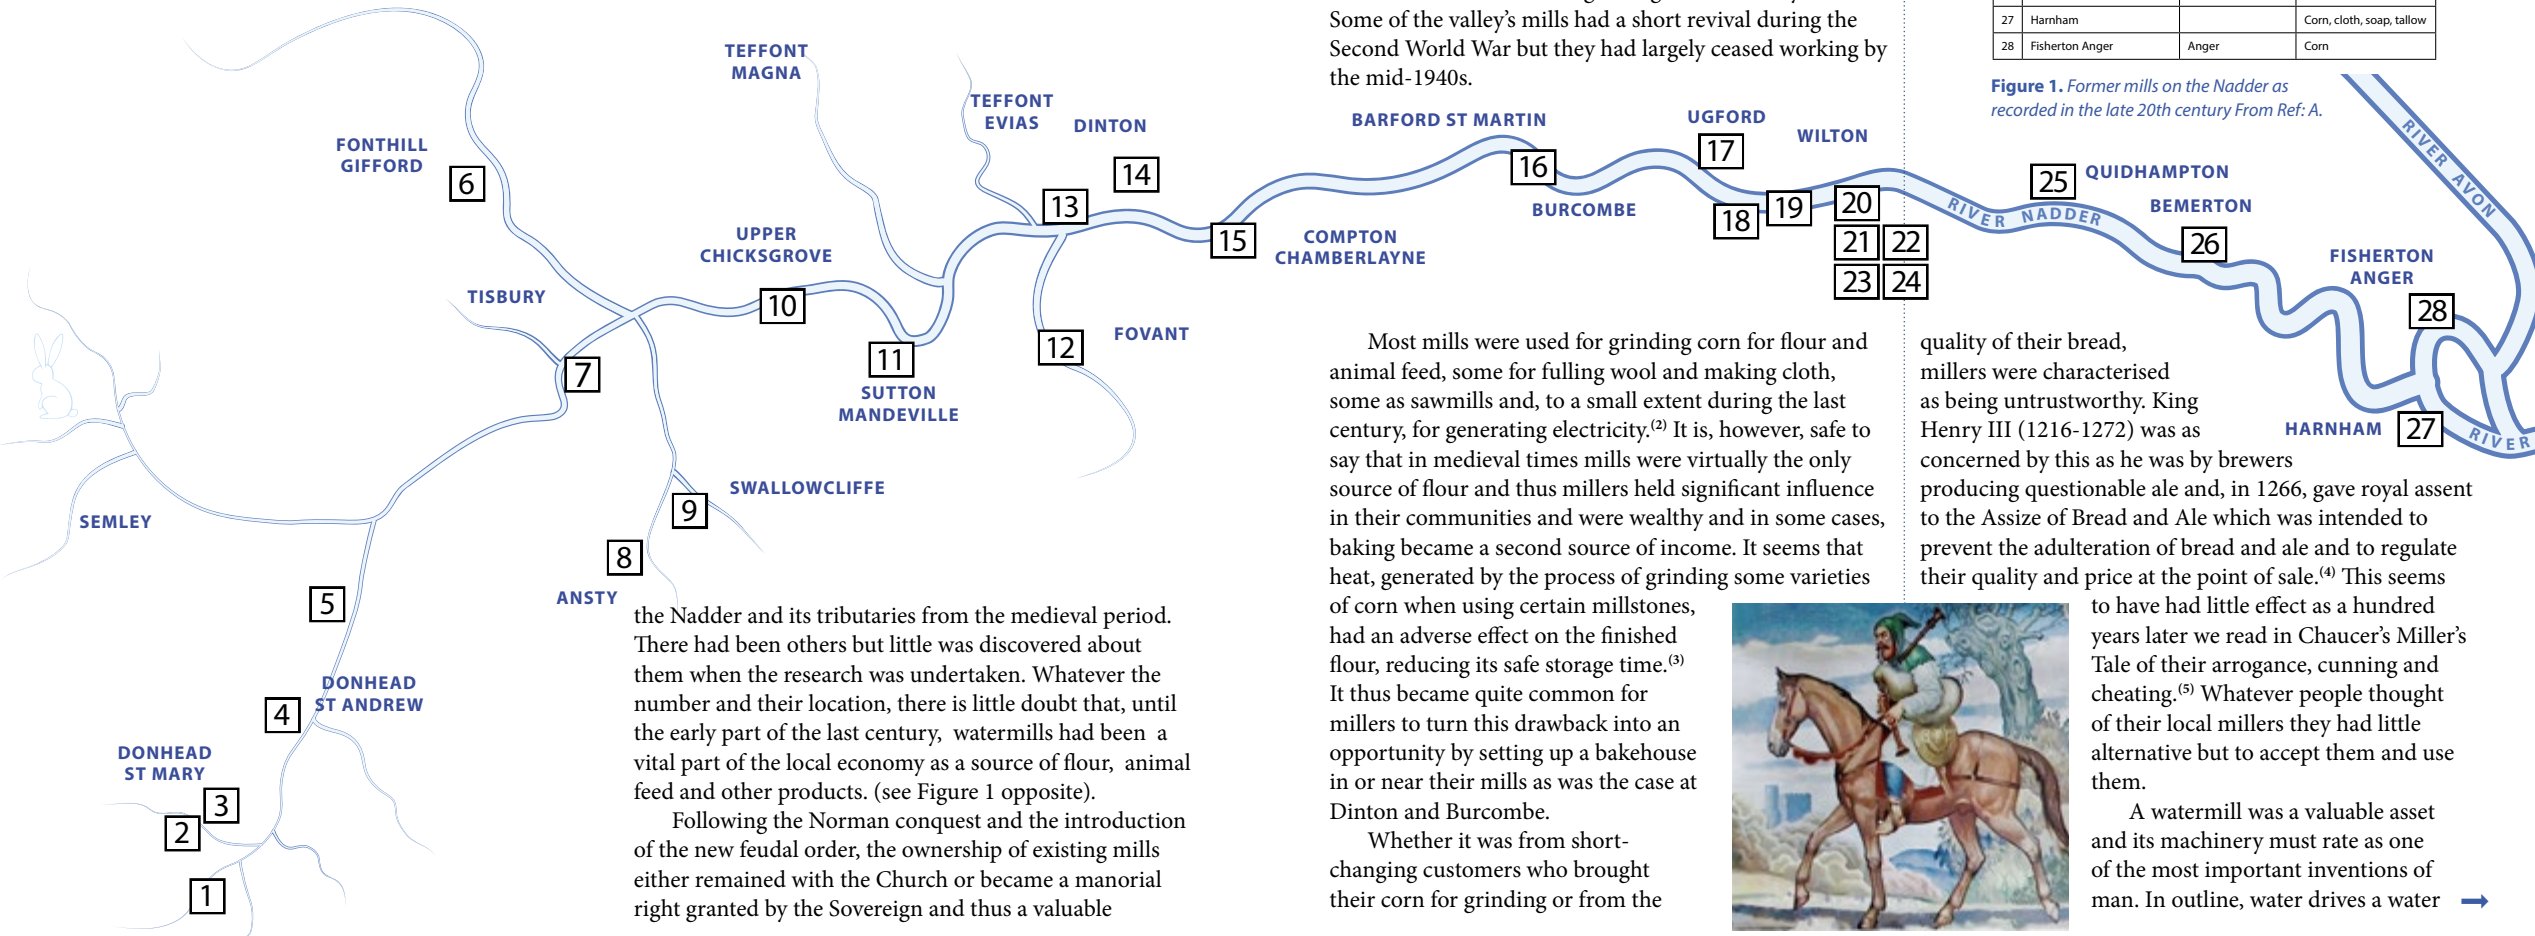 TEFFONT
MAGNA
TEFFONT
EVIAS
DINTON
FONTHILL
GIFFORD
6
14
13
UPPER
CHICKSGROVE
TISBURY
10
15
COMPTON
CHAMBERLAYNE
7
11
SUTTON
MANDEVILLE
12
FOVANT
SEMLEY
SWALLOWCLIFFE
9
8
ANSTY
5
DONHEAD
ST ANDREW
4
DONHEAD
ST MARY
3
2
1
BARFORD ST MARTIN
16
BURCOMBE
UGFORD
17
WILTON
18
19
20
21
22
23
24
RIVER NADDER
25
QUIDHAMPTON
BEMERTON
26
FISHERTON
ANGER
28
HARNHAM
27
RIVER
RIVER AVON
the Nadder and its tributaries from the medieval period.
There had been others but little was discovered about
them when the research was undertaken. Whatever the
number and their location, there is little doubt that, until
the early part of the last century, watermills had been a
vital part of the local economy as a source of flour, animal
feed and other products. (see Figure 1 opposite).
Following the Norman conquest and the introduction
of the new feudal order, the ownership of existing mills
either remained with the Church or became a manorial
right granted by the Sovereign and thus a valuable
Some of the valley's mills had a short revival during the
Second World War but they had largely ceased working by
the mid-1940s.
Most mills were used for grinding corn for flour and
animal feed, some for fulling wool and making cloth,
some as sawmills and, to a small extent during the last
century, for generating electricity.(2) It is, however, safe to
say that in medieval times mills were virtually the only
source of flour and thus millers held significant influence
in their communities and were wealthy and in some cases,
baking became a second source of income. It seems that
heat, generated by the process of grinding some varieties
of corn when using certain millstones,
had an adverse effect on the finished
flour, reducing its safe storage time.(3)
It thus became quite common for
millers to turn this drawback into an
opportunity by setting up a bakehouse
in or near their mills as was the case at
Dinton and Burcombe.
Whether it was from short-
changing customers who brought
their corn for grinding or from the
27 Harnham Corn, cloth, soap, tallow
28 Fisherton Anger Anger Corn
Figure 1. Former mills on the Nadder as
recorded in the late 20th century From Ref: A.
quality of their bread,
millers were characterised
as being untrustworthy. King
Henry III (1216-1272) was as
concerned by this as he was by brewers
producing questionable ale and, in 1266, gave royal assent
to the Assize of Bread and Ale which was intended to
prevent the adulteration of bread and ale and to regulate
their quality and price at the point of sale.(4) This seems
to have had little effect as a hundred
years later we read in Chaucer's Miller's
Tale of their arrogance, cunning and
cheating.(5) Whatever people thought
of their local millers they had little
alternative but to accept them and use
them.
A watermill was a valuable asset
and its machinery must rate as one
of the most important inventions of
man. In outline, water drives a water